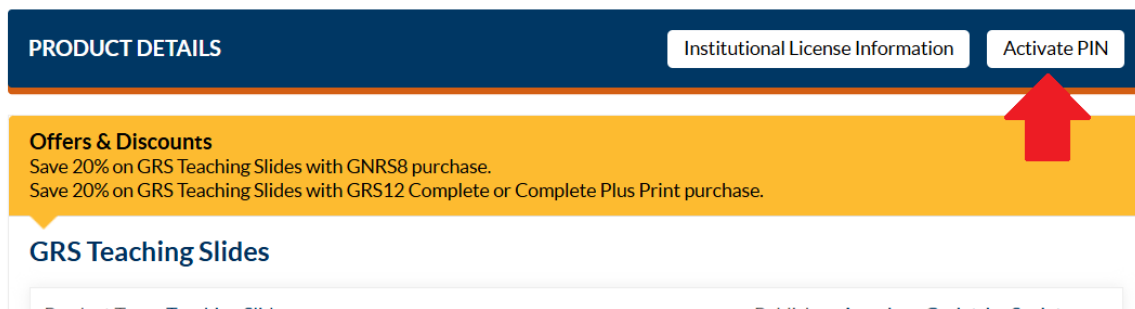 PRODUCT DETAILS
Institutional License Information
Activate PIN
Offers & Discounts
Save 20% on GRS Teaching Slides with GNRS8 purchase.
Save 20% on GRS Teaching Slides with GRS12 Complete or Complete Plus Print purchase.
GRS Teaching Slides